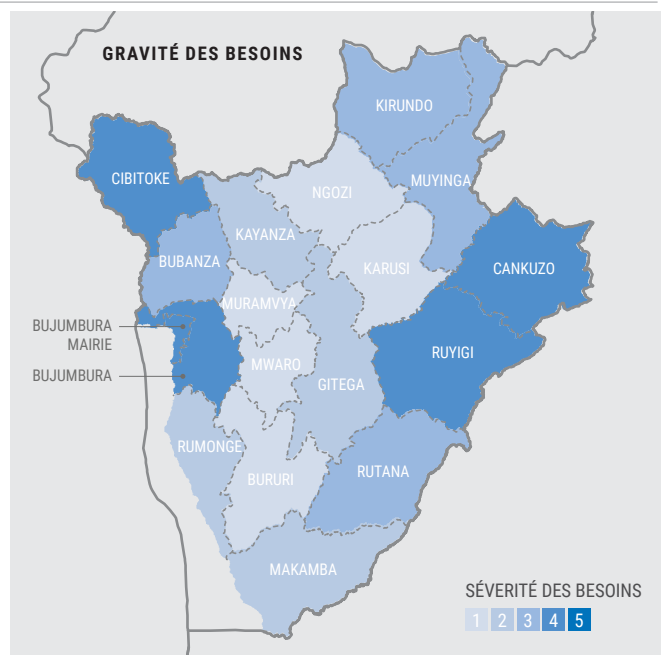 GRAVITÉ DES BESOINS
KIRUNDO
CIBITOKE
MUYINGA
NGOZI
KAYANZA
BUBANZA
KARUSI
CANKUZO
MURAMVYA
BUJUMBURA
MAIRIE
RUYIGI
MWARO
BUJUMBURA
GITEGA
RUMONGE
RUTANA
BURURI
MAKAMBA
SÉVERITÉ DES BESOINS
1 2 3 4 5